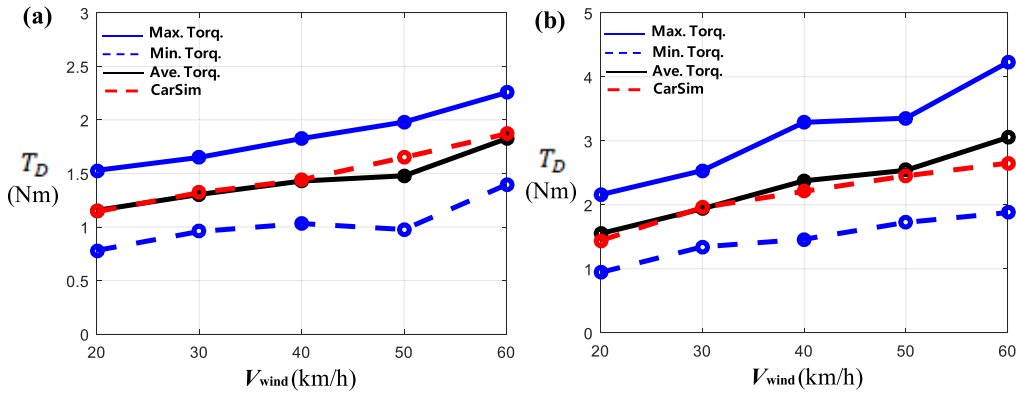 (a)
3
2.5
2
1.5
1
0.5
0
Max. Torq.
Min. Torq.
Ave. Torq.
CarSim
T_D
(Nm)
20 30 40 50 60
V_wind (km/h)
(b)
5
4
3
2
1
0
Max. Torq.
Min. Torq.
Ave. Torq.
CarSim
T_D
(Nm)
20 30 40 50 60
V_wind (km/h)